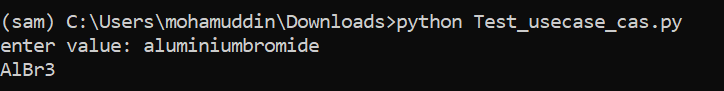 (sam) C:\Users\mohamuddin\Downloads>python Test_usecase_cas.py
enter value: aluminiumbromide
AlBr3